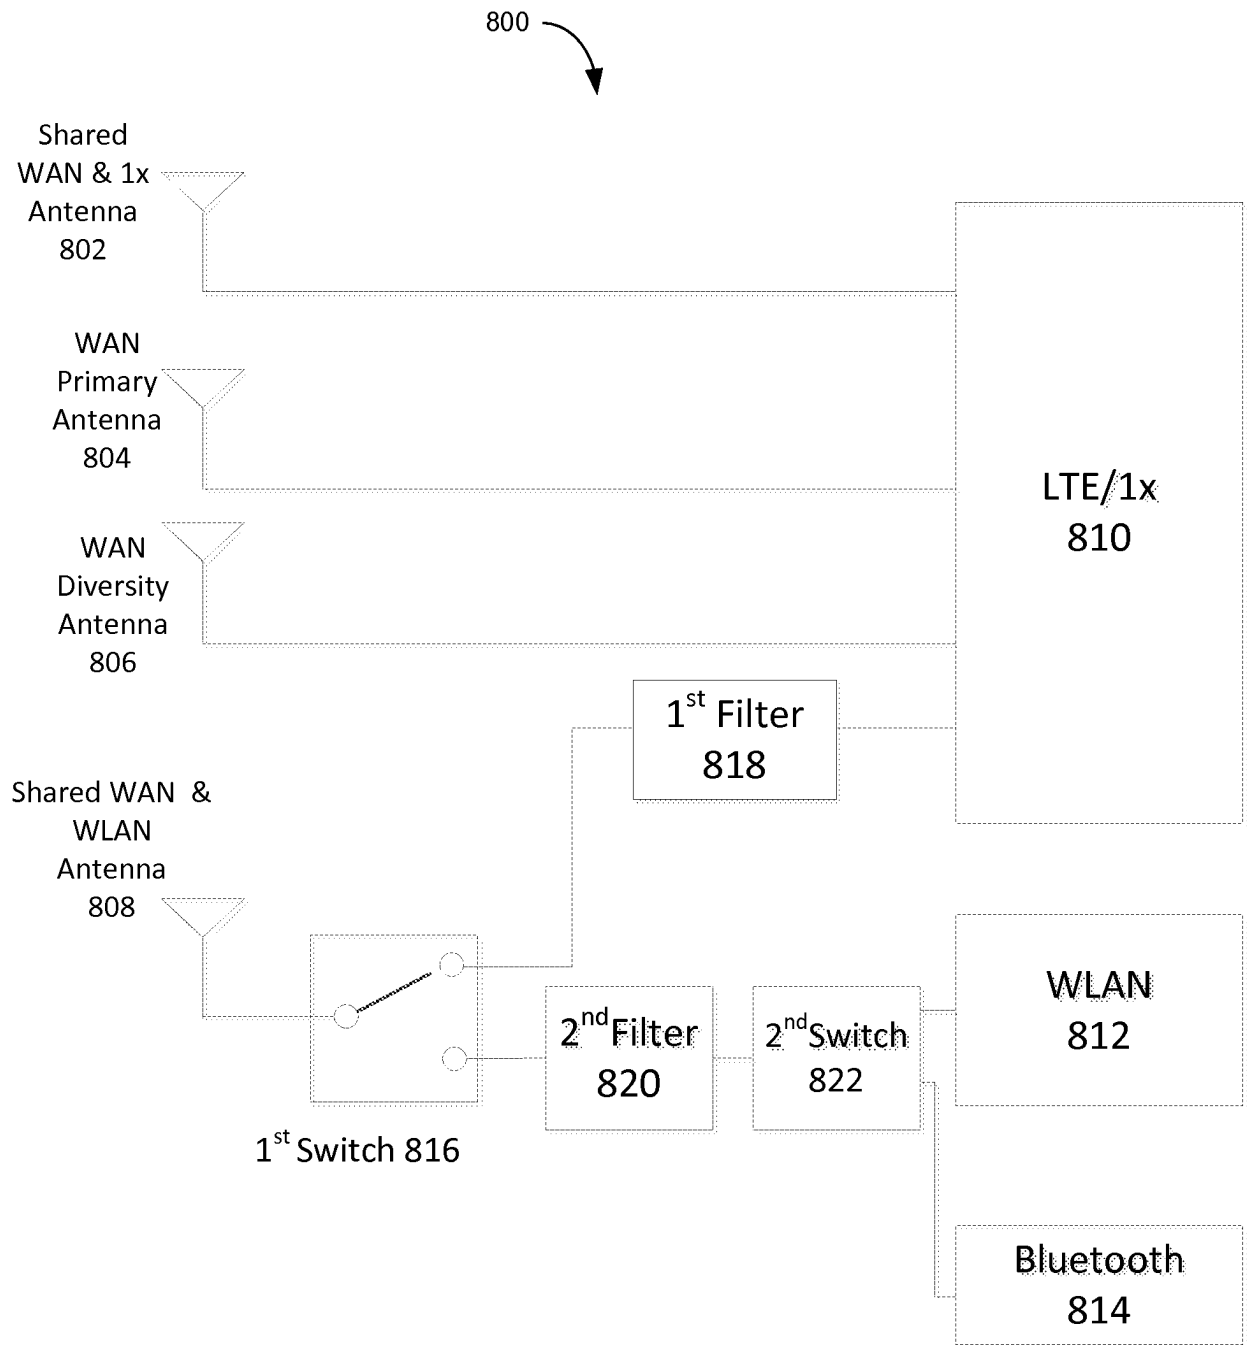 800
Shared
WAN & 1x
Antenna
802
WAN
Primary
Antenna
804
LTE/1x
810
WAN
Diversity
Antenna
806
1st Filter
818
Shared WAN &
WLAN
Antenna
808
WLAN
812
2nd Filter
820
2nd Switch
822
1st Switch 816
Bluetooth
814